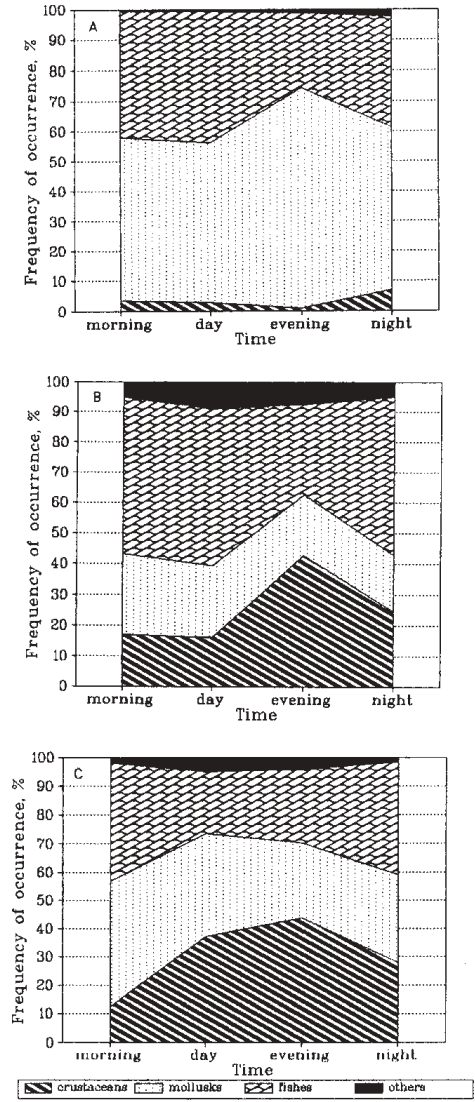 A
100
90
80
70
60
50
40
30
20
10
0
Frequency of occurrence, %
morning day evening night
Time
B
100
90
80
70
60
50
40
30
20
10
0
Frequency of occurrence, %
morning day evening night
Time
C
100
90
80
70
60
50
40
30
20
10
0
Frequency of occurrence, %
morning day evening night
Time
crustaceans mollusks fishes others